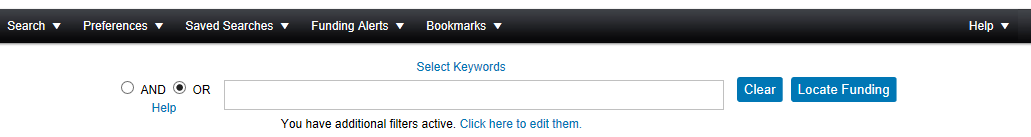 Search ▼ Preferences ▼ Saved Searches ▼ Funding Alerts ▼ Bookmarks ▼ Help ▼
Select Keywords
AND OR Clear Locate Funding
Help
You have additional filters active. Click here to edit them.